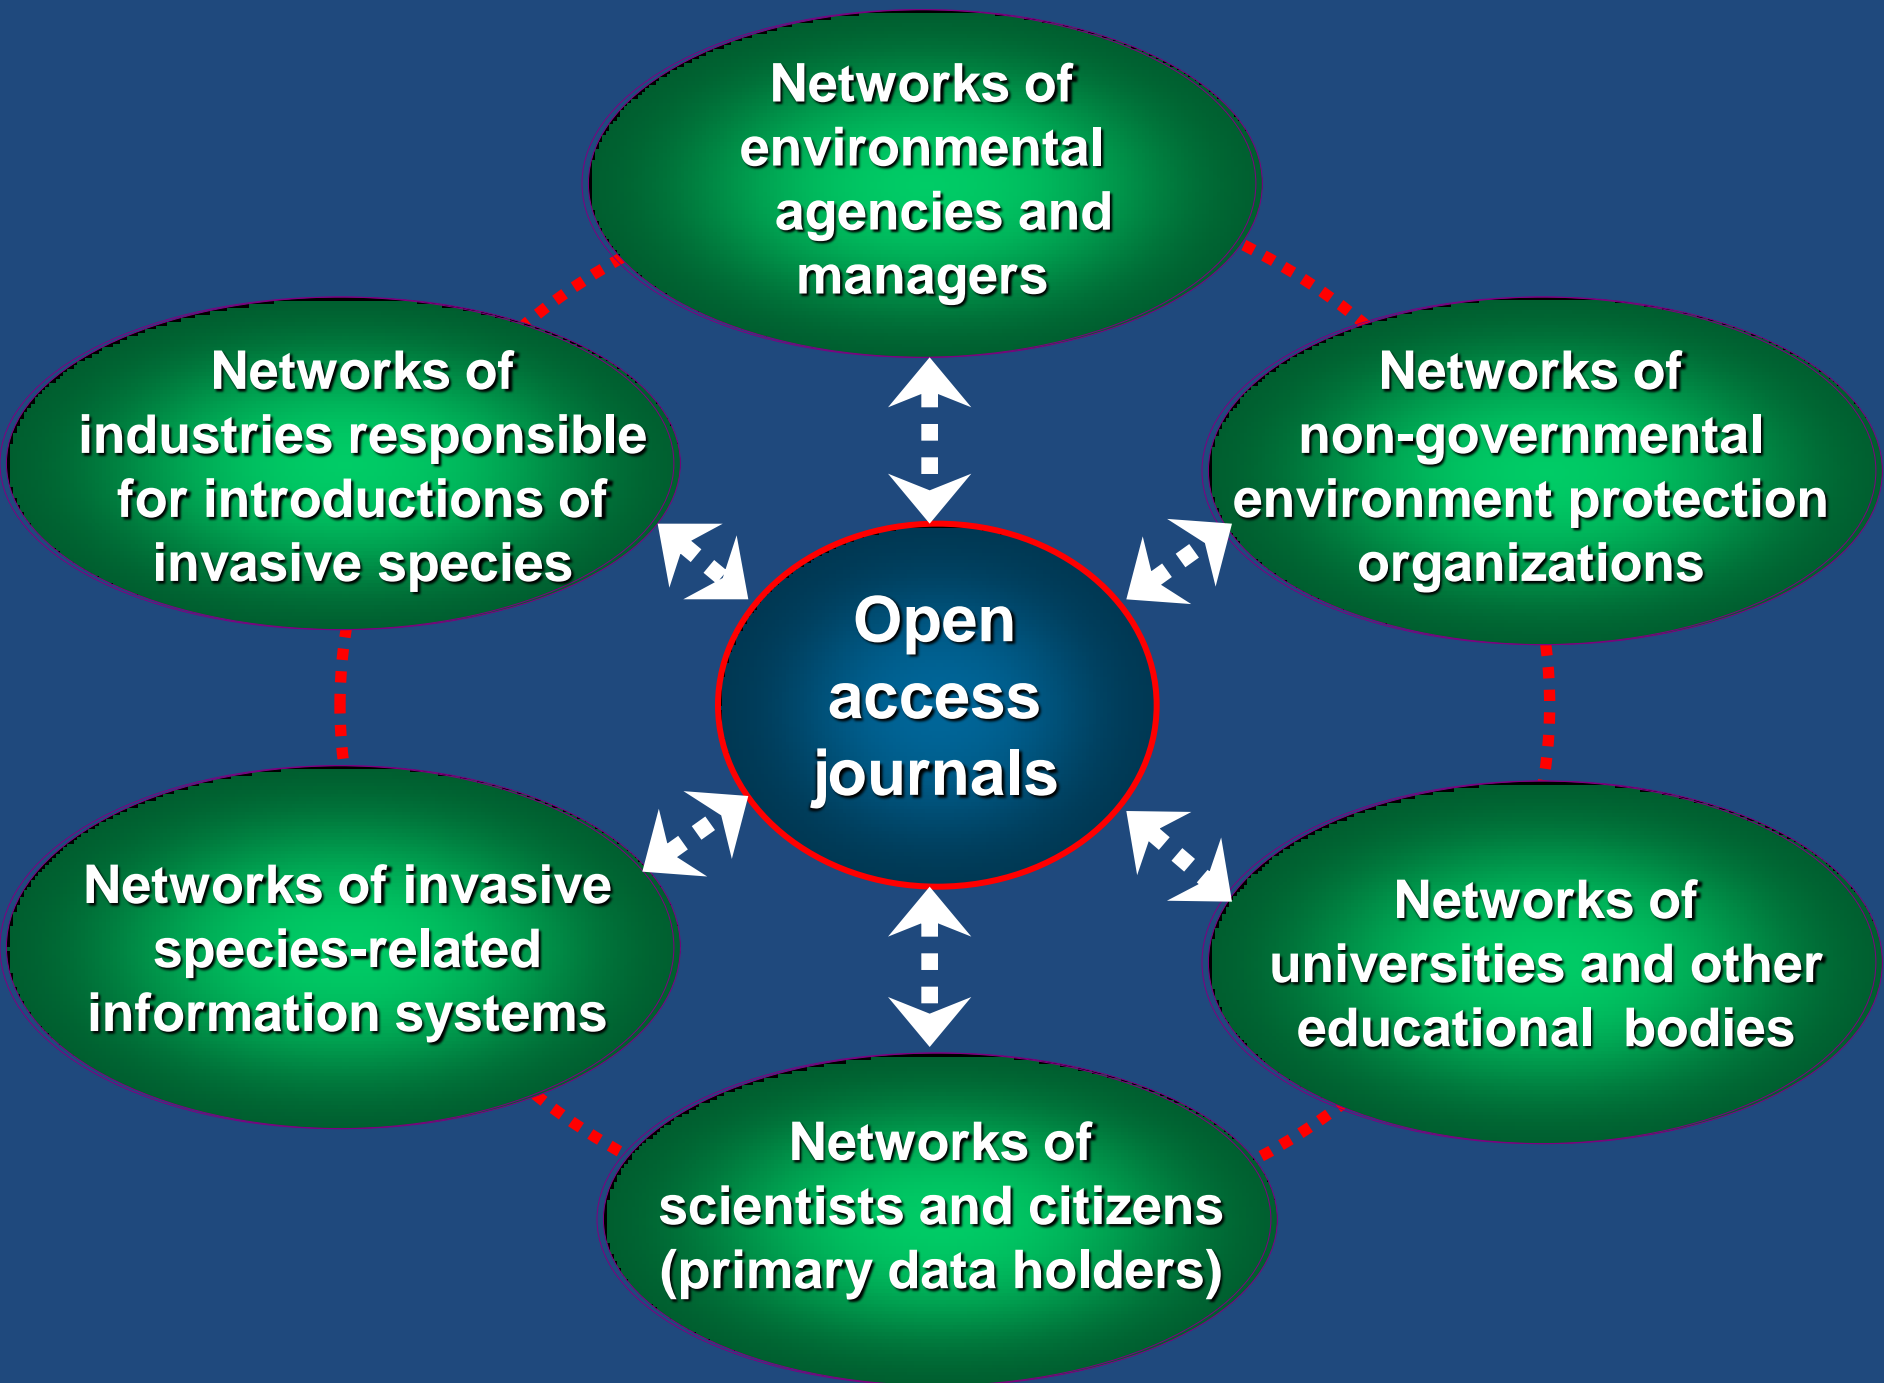 Networks of
environmental
agencies and
managers
Networks of
industries responsible
for introductions of
invasive species
Networks of
non-governmental
environment protection
organizations
Open
access
journals
Networks of invasive
species-related
information systems
Networks of
universities and other
educational  bodies
Networks of
scientists and citizens
(primary data holders)